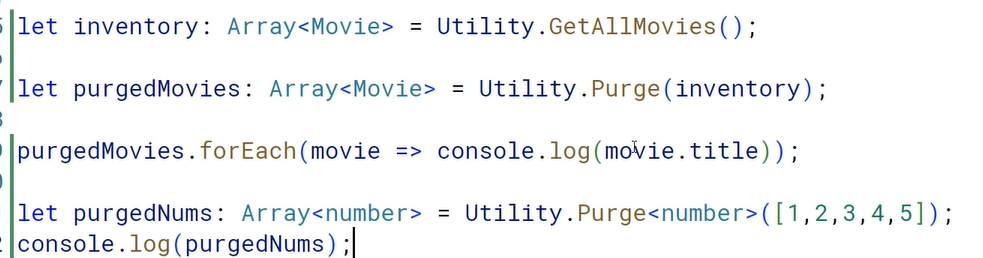 let inventory: Array<Movie> = Utility.GetAllMovies();
let purgedMovies: Array<Movie> = Utility.Purge(inventory);
purgedMovies.forEach(movie => console.log(movie.title));
let purgedNums: Array<number> = Utility.Purge<number>([1,2,3,4,5]);
console.log(purgedNums);